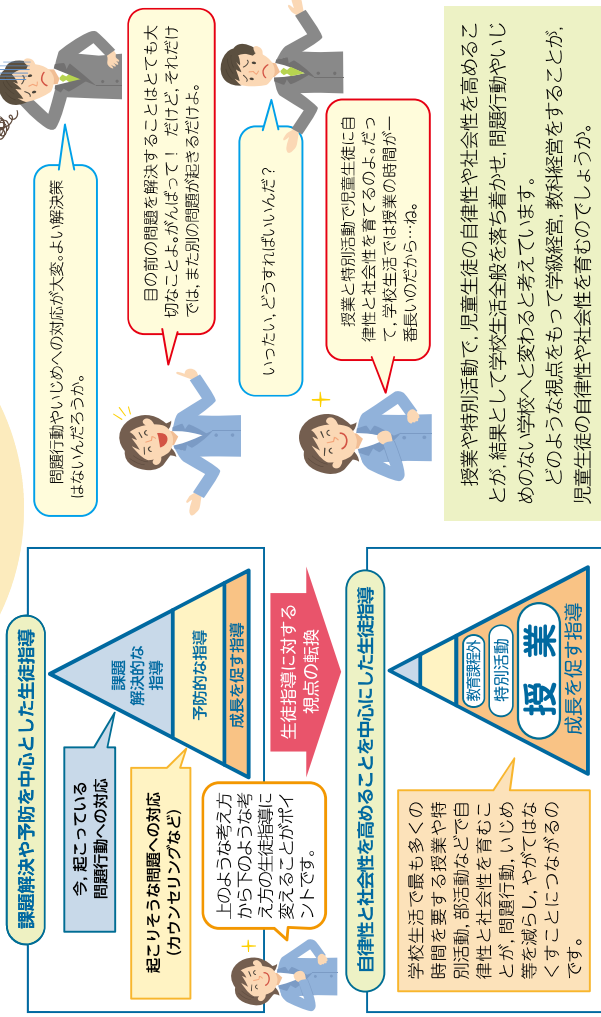 課題解決や予防を中心とした生徒指導
今、起こっている
問題行動への対応
課題
解決的な
指導
起こりそうな問題への対応
（カウンセリングなど）
予防的な指導
成長を促す指導
上のような考え方
から下のような考
え方の生徒指導に
変えることがポイ
ントです。
生徒指導に対する
視点の転換
自律性と社会性を高めることを中心にした生徒指導
学校生活で最も多くの
時間を要する授業や特
別活動，部活動などで自
律性と社会性を育むこ
とが，問題行動，いじめ
等を減らし，やがてはな
くすことにつながるの
です。
教育課程外
特別活動
授業
成長を促す指導
問題行動やいじめへの対応が大変。よい解決策
はないんだろうか。
目の前の問題を解決することはとても大
切なことよ。がんばって！　だけど，それだけ
では，また別の問題が起きるだけよ。
いったい，どうすればいいんだ？
授業と特別活動で児童生徒に自
律性と社会性を育てるのよ。だっ
て，学校生活では授業の時間が一
番長いのだから…ね。
授業や特別活動で，児童生徒の自律性や社会性を高めるこ
とが，結果として学校生活全般を落ち着かせ，問題行動やいじ
めのない学校へと変わると考えています。
どのような視点をもって学級経営，教科経営をすることが，
児童生徒の自律性や社会性を育むのでしょうか。